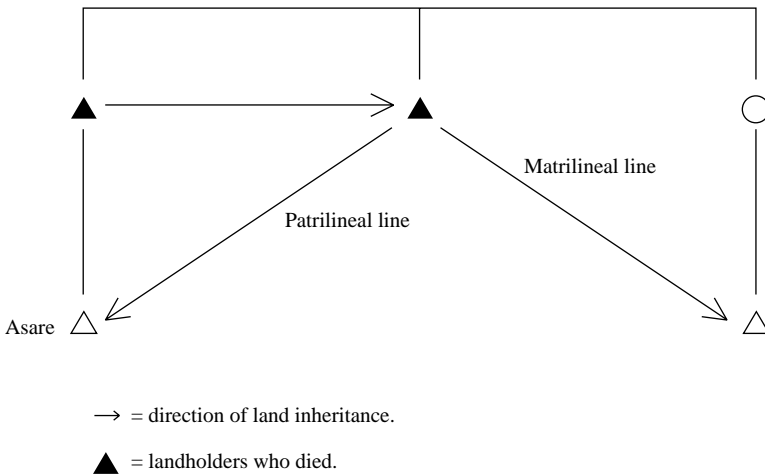 Matrilineal line
Patrilineal line
Asare
= direction of land inheritance.
= landholders who died.